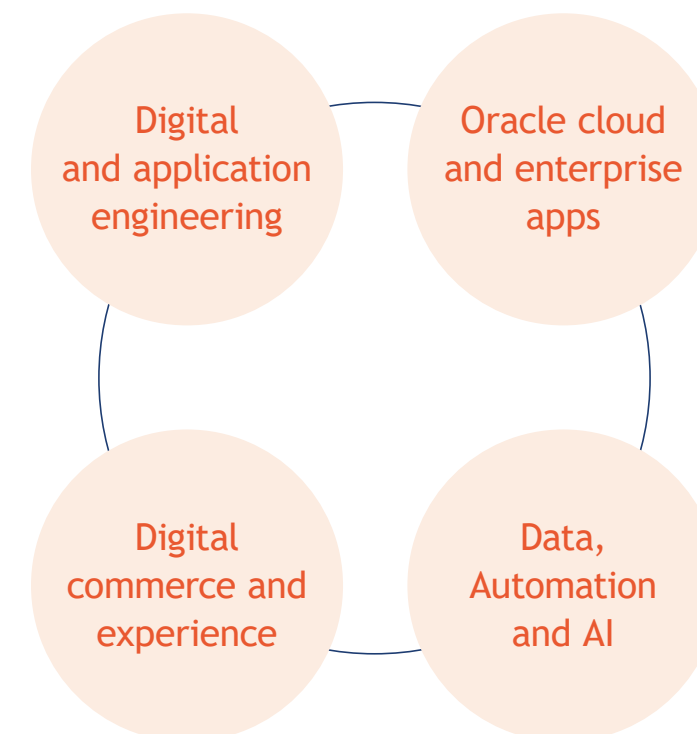 Digital
and application
engineering
Oracle cloud
and enterprise
apps
Digital
commerce and
experience
Data,
Automation
and AI